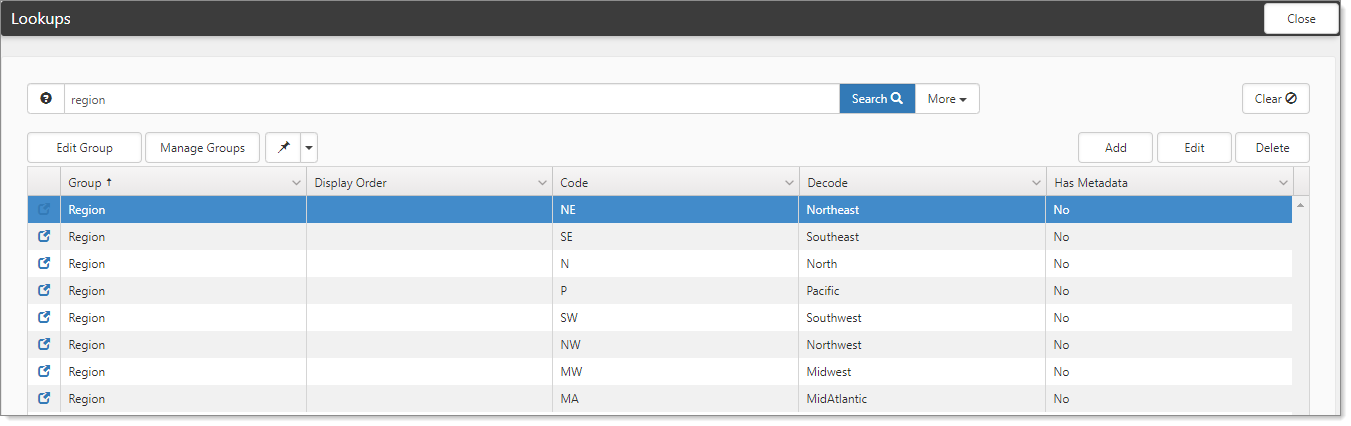 Lookups Close
region Search More Clear
Edit Group Manage Groups Add Edit Delete
Group Display Order Code Decode Has Metadata
Region NE Northeast No
Region SE Southeast No
Region N North No
Region P Pacific No
Region SW Southwest No
Region NW Northwest No
Region MW Midwest No
Region MA MidAtlantic No